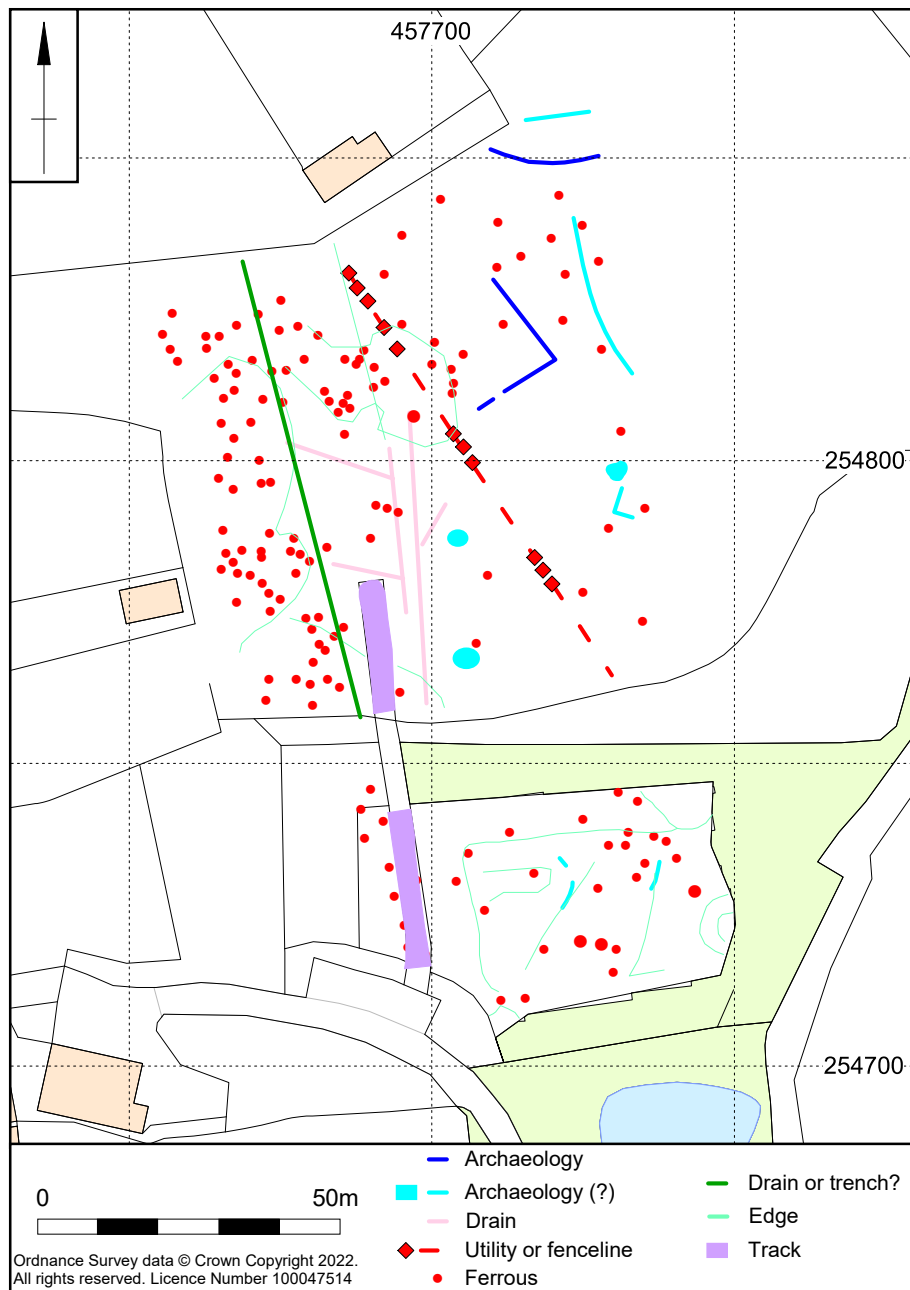 457700
254800
254700
0 50m
Ordnance Survey data © Crown Copyright 2022.
All rights reserved. Licence Number 100047514
Archaeology
Archaeology (?)
Drain
Utility or fenceline
Ferrous
Drain or trench?
Edge
Track